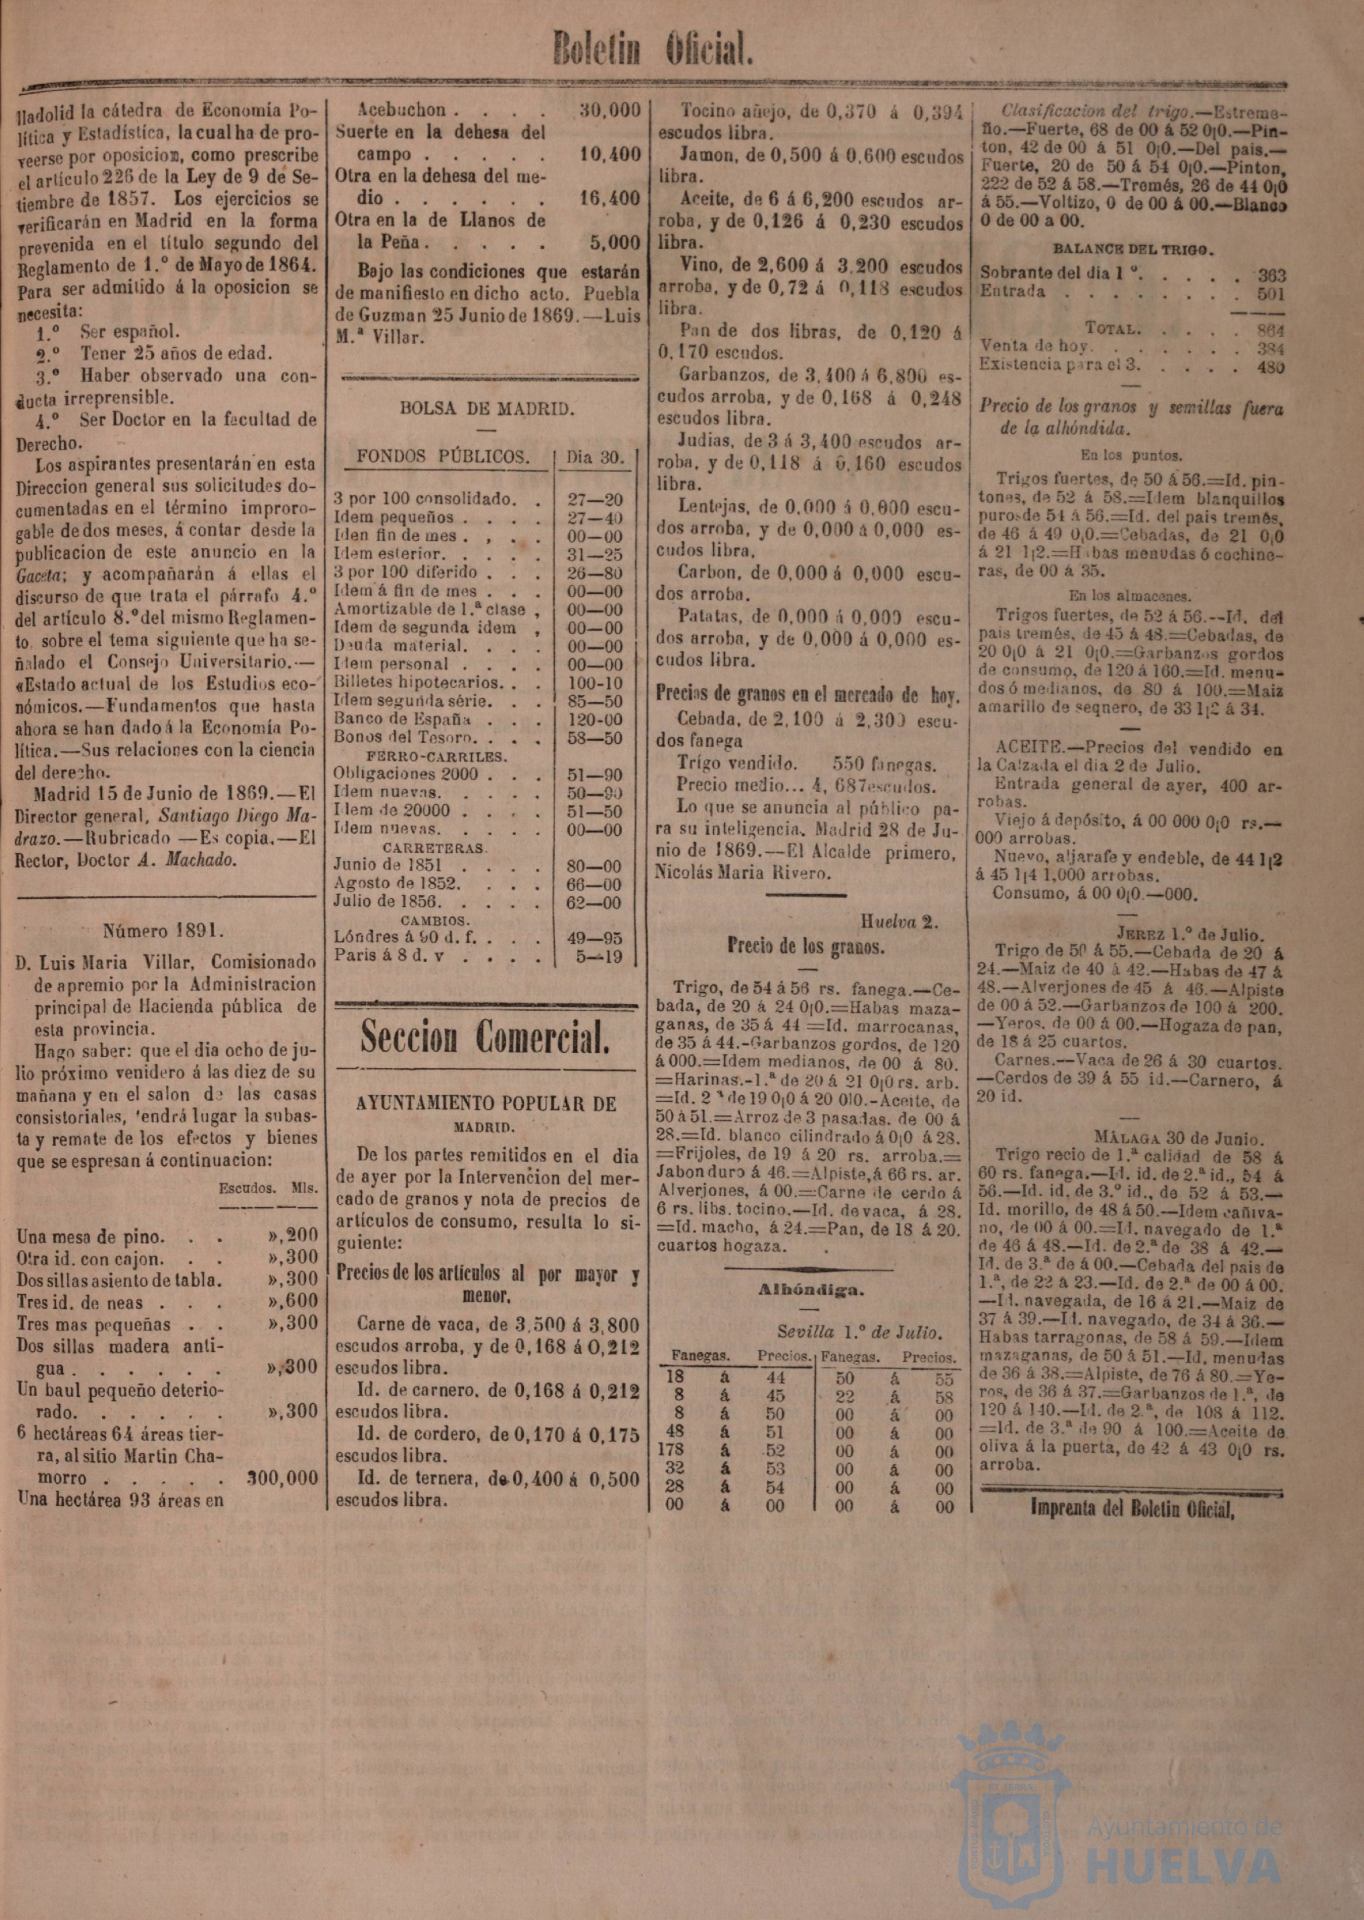 Boletin Oficial.
lladolid la cátedra de Economía Po-
lítica y Estadística, la cual ha de pro-
veerse por oposicion, como prescribe
el artículo 226 de la Ley de 9 de Se-
tiembre de 1857. Los ejercicios se
verificarán en Madrid en la forma
prevenida en el título segundo del
Reglamento de 1.º de Mayo de 1864.
Para ser admitido á la oposicion se
necesita:
1.º Ser español.
2.º Tener 25 años de edad.
3.º Haber observado una con-
ducta irreprensible.
4.º Ser Doctor en la facultad de
Derecho.
Los aspirantes presentarán en esta
Direccion general sus solicitudes do-
cumentadas en el término improro-
gable de dos meses, á contar desde la
publicacion de este anuncio en la
Gaceta; y acompañarán á ellas el
discurso de que trata el párrafo 4.º
del artículo 8.º del mismo Reglamen-
to, sobre el tema siguiente que ha se-
ñalado el Consejo Universitario.—
«Estado actual de los Estudios eco-
nómicos.—Fundamentos que hasta
ahora se han dado á la Economía Po-
lítica.—Sus relaciones con la ciencia
del derecho.
Madrid 15 de Junio de 1869.—El
Director general, Santiago Diego Ma-
drazo.—Rubricado —Es copia.—El
Rector, Doctor A. Machado.
Número 1891.
D. Luis Maria Villar, Comisionado
de apremio por la Administracion
principal de Hacienda pública de
esta provincia.
Hago saber: que el dia ocho de ju-
lio próximo venidero á las diez de su
mañana y en el salon de las casas
consistoriales, tendrá lugar la subas-
ta y remate de los efectos y bienes
que se espresan á continuacion:
Escudos. Mls.
Una mesa de pino. . . »,200
Otra id. con cajon. . . »,300
Dos sillas asiento de tabla. »,300
Tres id. de neas . . . »,600
Tres mas pequeñas . . »,300
Dos sillas madera anti-
gua . . . . . . »,300
Un baul pequeño deterio-
rado. . . . . . »,300
6 hectáreas 64 áreas tier-
ra, al sitio Martin Cha-
morro . . . . . 300,000
Una hectárea 93 áreas en
Acebuchon . . . . 30,000
Suerte en la dehesa del
campo . . . . . 10,400
Otra en la dehesa del me-
dio . . . . . . 16,400
Otra en la de Llanos de
la Peña. . . . . 5,000
Bajo las condiciones que estarán
de manifiesto en dicho acto. Puebla
de Guzman 25 Junio de 1869.—Luis
M.ª Villar.
BOLSA DE MADRID.
FONDOS PÚBLICOS. Dia 30.
3 por 100 consolidado. . 27—20
Idem pequeños . . . . 27—40
Iden fin de mes . , . . 00—00
Idem esterior. . . . . 31—25
3 por 100 diferido . . . 26—80
Idem á fin de mes . . . 00—00
Amortizable de 1.ª clase , 00—00
Idem de segunda idem , 00—00
Deuda material. . . . 00—00
Idem personal . . . . 00—00
Billetes hipotecarios. . . 100-10
Idem segunda série. . . 85—50
Banco de España . . . 120-00
Bonos del Tesoro. . . . 58—50
FERRO-CARRILES.
Obligaciones 2000 . . . 51—90
Idem nuevas. . . . . 50—90
Idem de 20000 . . . . 51—50
Idem nuevas. . . . . 00—00
CARRETERAS.
Junio de 1851 . . . . 80—00
Agosto de 1852. . . . 66—00
Julio de 1856. . . . . 62—00
CAMBIOS.
Lóndres á 90 d. f. . . . 49—95
Paris á 8 d. v . . . . 5—19
Seccion Comercial.
AYUNTAMIENTO POPULAR DE
MADRID.
De los partes remitidos en el dia
de ayer por la Intervencion del mer-
cado de granos y nota de precios de
artículos de consumo, resulta lo si-
guiente:
Precios de los artículos al por mayor y
menor.
Carne de vaca, de 3,500 á 3,800
escudos arroba, y de 0,168 á 0,212
escudos libra.
Id. de carnero, de 0,168 á 0,212
escudos libra.
Id. de cordero, de 0,170 á 0,175
escudos libra.
Id. de ternera, de 0,400 á 0,500
escudos libra.
Tocino añejo, de 0,370 á 0,394
escudos libra.
Jamon, de 0,500 á 0,600 escudos
libra.
Aceite, de 6 á 6,200 escudos ar-
roba, y de 0,126 á 0,230 escudos
libra.
Vino, de 2,600 á 3,200 escudos
arroba, y de 0,72 á 0,118 escudos
libra.
Pan de dos libras, de 0,120 á
0,170 escudos.
Garbanzos, de 3,400 á 6,800 es-
cudos arroba, y de 0,168 á 0,248
escudos libra.
Judias, de 3 á 3,400 escudos ar-
roba, y de 0,118 á 0,160 escudos
libra.
Lentejas, de 0,000 á 0,000 escu-
dos arroba, y de 0,000 á 0,000 es-
cudos libra,
Carbon, de 0,000 á 0,000 escu-
dos arroba.
Patatas, de 0,000 á 0,000 escu-
dos arroba, y de 0,000 á 0,000 es-
cudos libra.
Precios de granos en el mercado de hoy.
Cebada, de 2,100 á 2,300 escu-
dos fanega
Trigo vendido. 550 fanegas.
Precio medio... 4, 687 escudos.
Lo que se anuncia al público pa-
ra su inteligencia. Madrid 28 de Ju-
nio de 1869.—El Alcalde primero,
Nicolás Maria Rivero.
Huelva 2.
Precio de los granos.
Trigo, de 54 á 56 rs. fanega.—Ce-
bada, de 20 á 24 0¡0.=Habas maza-
ganas, de 35 á 44 =Id. marrocanas,
de 35 á 44.-Garbanzos gordos, de 120
á 000.=Idem medianos, de 00 á 80.
=Harinas.-1.ª de 20 á 21 0¡0 rs. arb.
=Id. 2.ª de 19 0¡0 á 20 0¡0.-Aceite, de
50 á 51.=Arroz de 3 pasadas. de 00 á
28.=Id. blanco cilindrado á 0¡0 á 28.
=Frijoles, de 19 á 20 rs. arroba.=
Jabon duro á 46.=Alpiste, á 66 rs. ar.
Alverjones, á 00.=Carne de cerdo á
6 rs. libs. tocino.—Id. de vaca, á 28.
=Id. macho, á 24.=Pan, de 18 á 20.
cuartos hogaza.
Alhóndiga.
Sevilla 1.º de Julio.
Fanegas. Precios. Fanegas. Precios.
18 á 44 50 á 55
8 á 45 22 á 58
8 á 50 00 á 00
48 á 51 00 á 00
178 á 52 00 á 00
32 á 53 00 á 00
28 á 54 00 á 00
00 á 00 00 á 00
Clasificacion del trigo.—Estreme-
ño.—Fuerte, 68 de 00 á 52 0¡0.—Pin-
ton, 42 de 00 á 51 0¡0.—Del pais.—
Fuerte, 20 de 50 á 54 0¡0.—Pinton,
222 de 52 á 58.—Tremés, 26 de 44 0¡0
á 55.—Voltizo, 0 de 00 á 00.—Blanco
0 de 00 a 00.
BALANCE DEL TRIGO.
Sobrante del dia 1 º. . . . . 363
Entrada . . . . . . . 501
TOTAL. . . . . 864
Venta de hoy. . . . . . . 384
Existencia para el 3. . . . . 480
Precio de los granos y semillas fuera
de la alhóndida.
En los puntos.
Trigos fuertes, de 50 á 56.=Id. pin-
tones, de 52 á 58.=Idem blanquillos
puros de 54 á 56.=Id. del pais tremés,
de 46 á 49 0¡0.=Cebadas, de 21 0¡0
á 21 1¡2.=Habas menudas ó cochine-
ras, de 00 á 35.
En los almacenes.
Trigos fuertes, de 52 á 56.--Id. del
pais tremés, de 45 á 48.=Cebadas, de
20 0¡0 á 21 0¡0.=Garbanzos gordos
de consumo, de 120 á 160.=Id. menu-
dos ó medianos, de 80 á 100.=Maiz
amarillo de seqnero, de 33 1¡2 á 34.
ACEITE.—Precios del vendido en
la Calzada el dia 2 de Julio.
Entrada general de ayer, 400 ar-
robas.
Viejo á depósito, á 00 000 0¡0 rs.—
000 arrobas.
Nuevo, aljarafe y endeble, de 44 1¡2
á 45 1¡4 1,000 arrobas.
Consumo, á 00 0¡0.—000.
JEREZ 1.º de Julio.
Trigo de 50 á 55.—Cebada de 20 á
24.—Maiz de 40 á 42.—Habas de 47 á
48.—Alverjones de 45 á 46.—Alpiste
de 00 á 52.—Garbanzos de 100 á 200.
—Yeros, de 00 á 00.—Hogaza de pan,
de 18 á 25 cuartos.
Carnes.--Vaca de 26 á 30 cuartos.
—Cerdos de 39 á 55 id.—Carnero, á
20 id.
MÁLAGA 30 de Junio.
Trigo recio de 1.ª calidad de 58 á
60 rs. fanega.—Id. id. de 2.ª id., 54 á
56.—Id. id. de 3.ª id., de 52 á 53.—
Id. morillo, de 48 á 50.—Idem cañiva-
no, de 00 á 00.=Id. navegado de 1.ª
de 46 á 48.—Id. de 2.ª de 38 á 42.—
Id. de 3.ª de á 00.—Cebada del pais de
1.ª, de 22 á 23.—Id. de 2.ª de 00 á 00.
—Id. navegada, de 16 á 21.—Maiz de
37 á 39.—Id. navegado, de 34 á 36.—
Habas tarragonas, de 58 á 59.—Idem
mazaganas, de 50 á 51.—Id. menudas
de 36 á 38.=Alpiste, de 76 á 80.=Ye-
ros, de 36 á 37.=Garbanzos de 1.ª, de
120 á 140.—Id. de 2.ª, de 108 á 112.
=Id. de 3.ª de 90 á 100.=Aceite de
oliva á la puerta, de 42 á 43 0¡0 rs.
arroba.
Imprenta del Boletin Oficial,
Ayuntamiento de
HUELVA